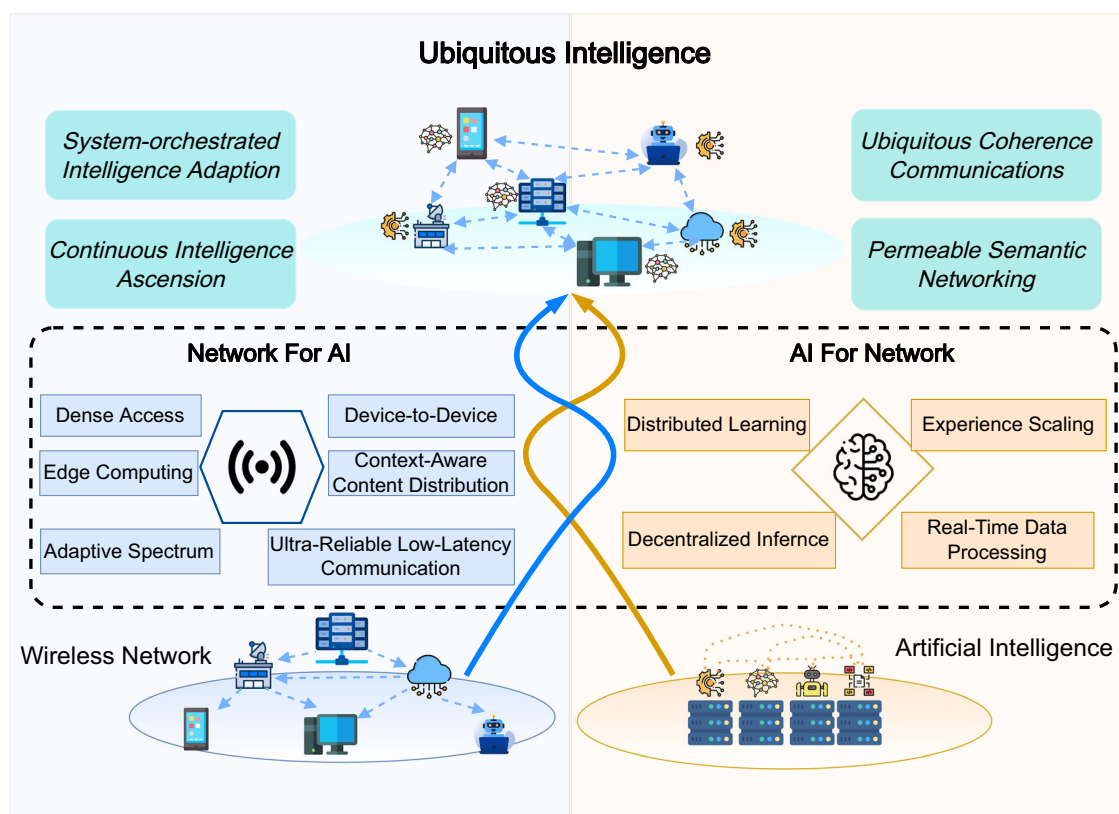 Ubiquitous Intelligence
System-orchestrated
Intelligence Adaption
Ubiquitous Coherence
Communications
Continuous Intelligence
Ascension
Permeable Semantic
Networking
Network For AI
AI For Network
Dense Access
Device-to-Device
Edge Computing
Context-Aware
Content Distribution
Adaptive Spectrum
Ultra-Reliable Low-Latency
Communication
Distributed Learning
Experience Scaling
Decentralized Infernce
Real-Time Data
Processing
Wireless Network
Artificial Intelligence